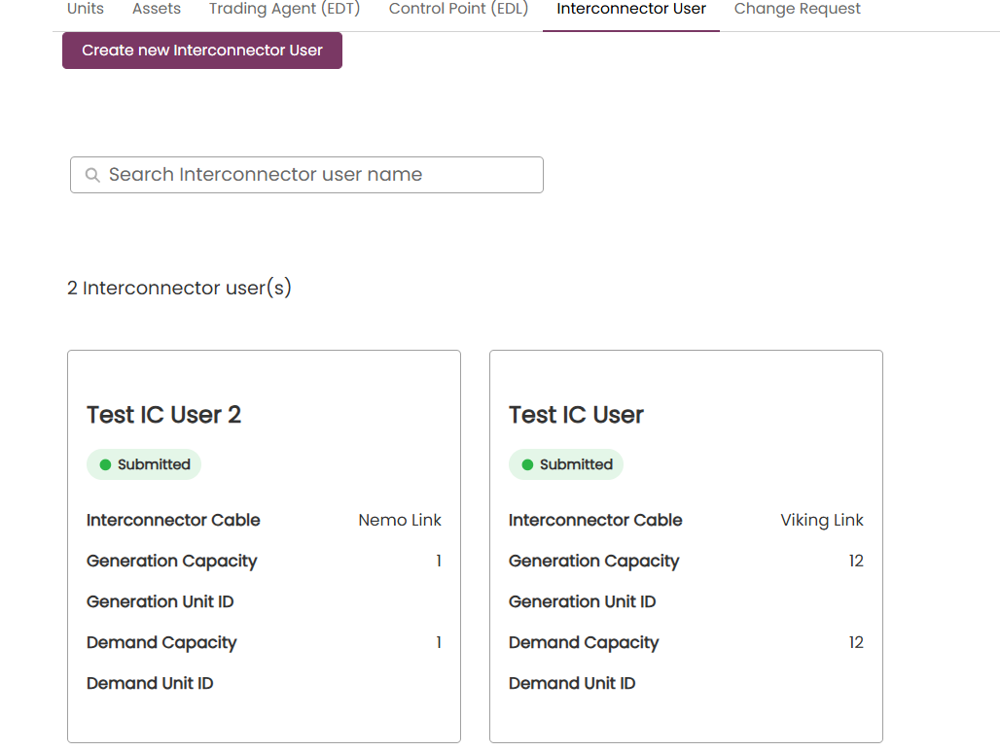 Units Assets Trading Agent (EDT) Control Point (EDL) Interconnector User Change Request
Create new Interconnector User
Search Interconnector user name
2 Interconnector user(s)
Test IC User 2
Submitted
Interconnector Cable Nemo Link
Generation Capacity 1
Generation Unit ID
Demand Capacity 1
Demand Unit ID
Test IC User
Submitted
Interconnector Cable Viking Link
Generation Capacity 12
Generation Unit ID
Demand Capacity 12
Demand Unit ID